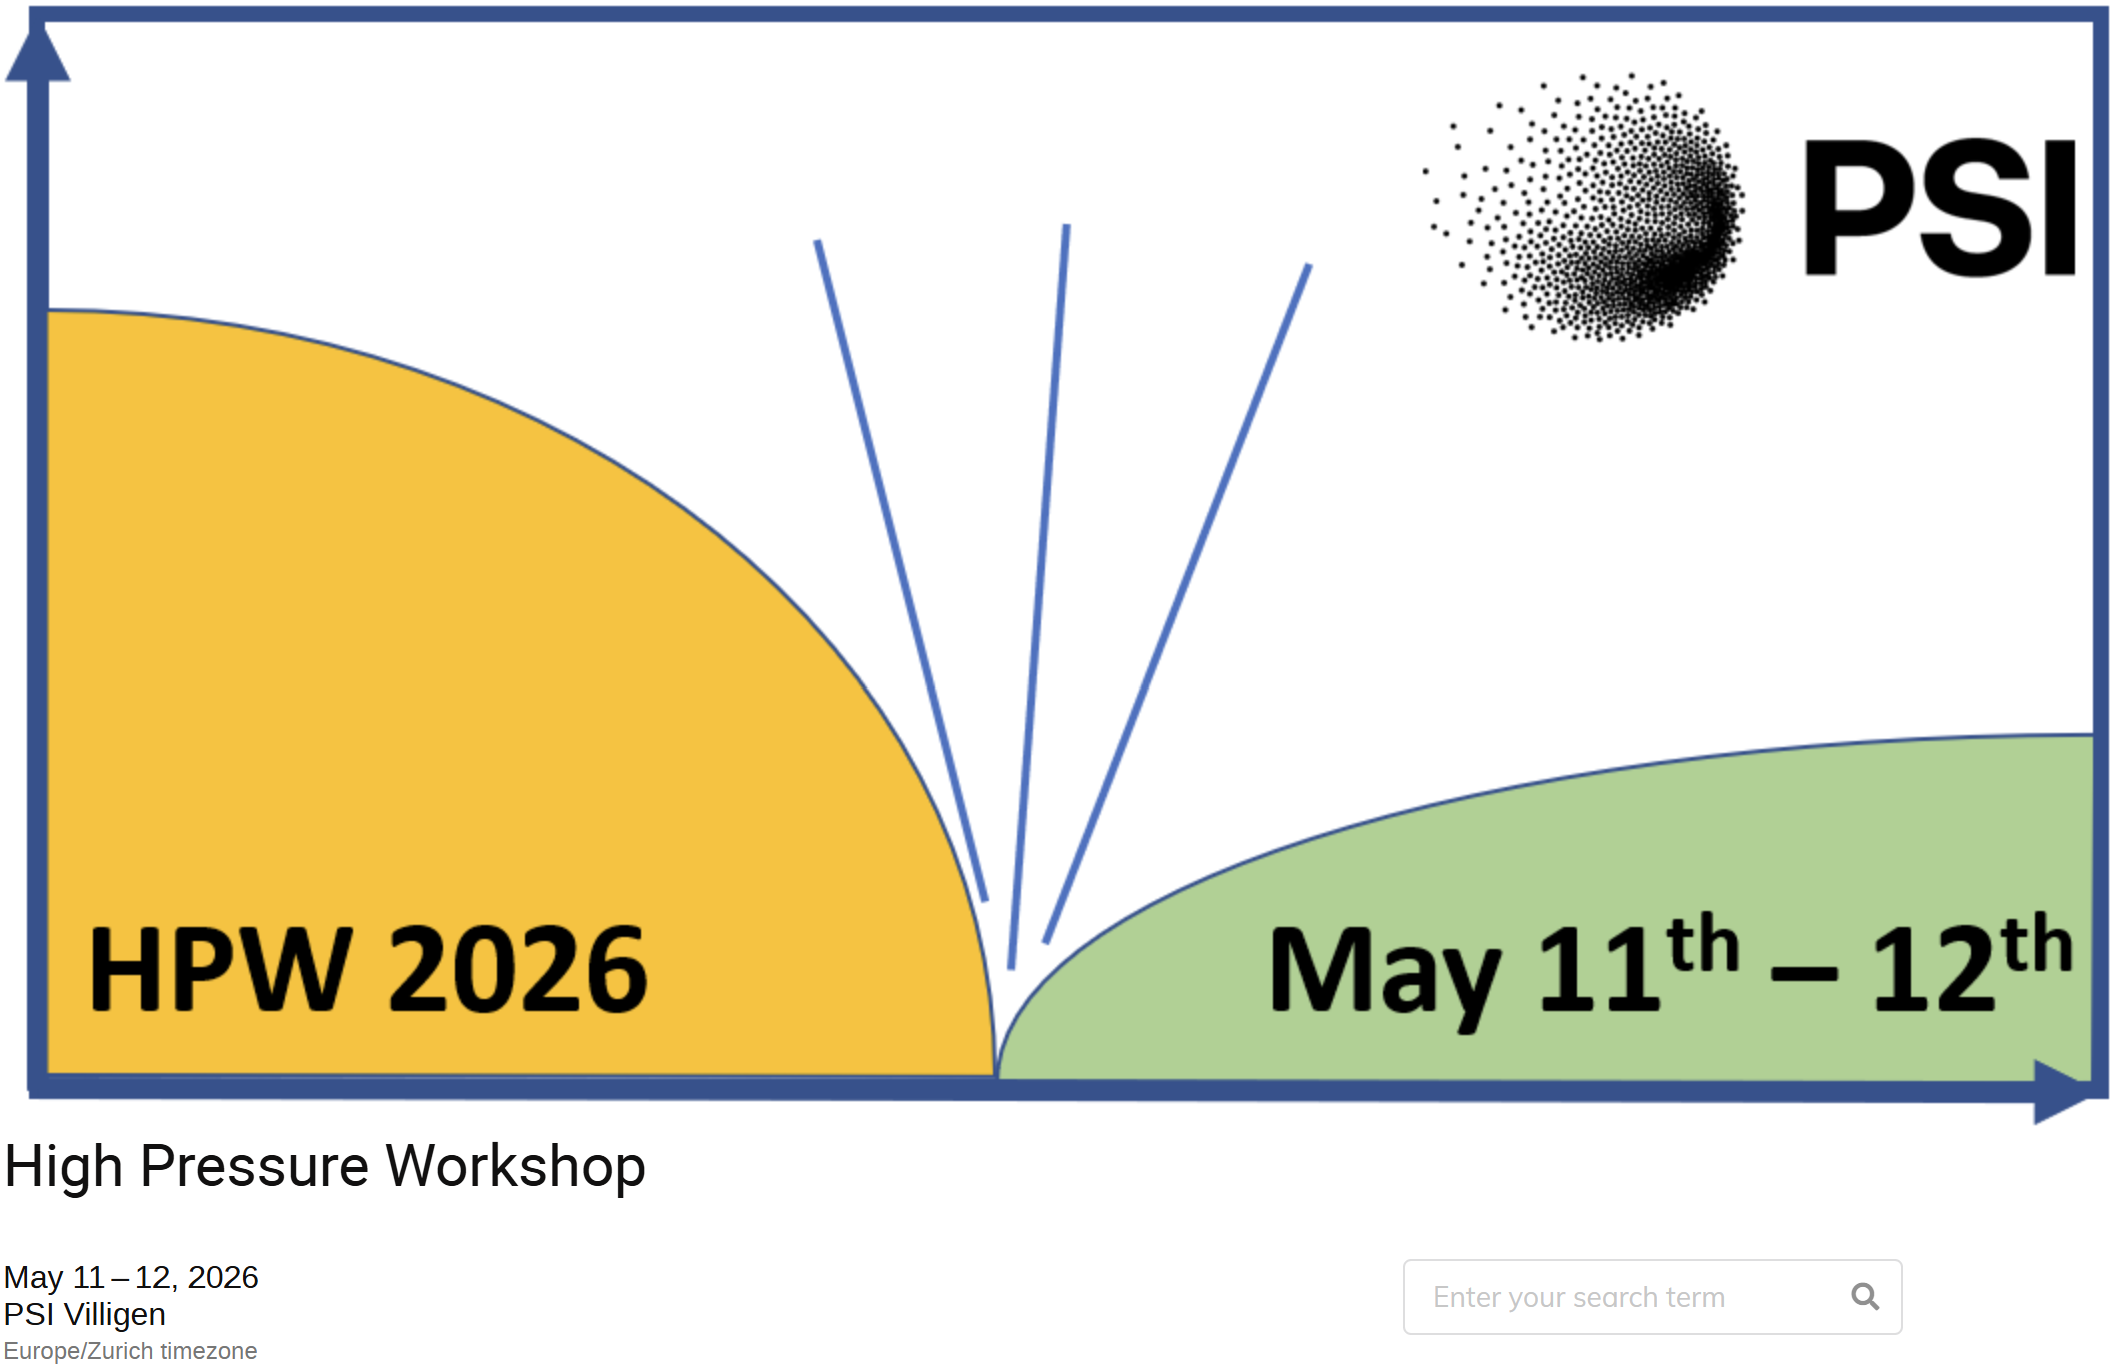 PSI
HPW 2026
May 11th – 12th
High Pressure Workshop
May 11 – 12, 2026
PSI Villigen
Europe/Zurich timezone
Enter your search term